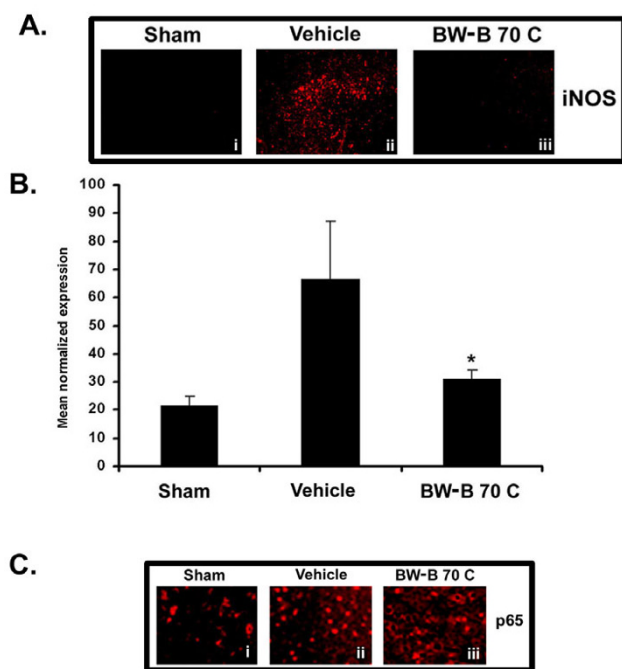 A.
Sham Vehicle BW-B 70 C
iNOS
i ii iii
B.
100
90
80
70
60
50
40
30
20
10
0
Mean normalized expression
*
Sham Vehicle BW-B 70 C
C.
Sham Vehicle BW-B 70 C
p65
i ii iii